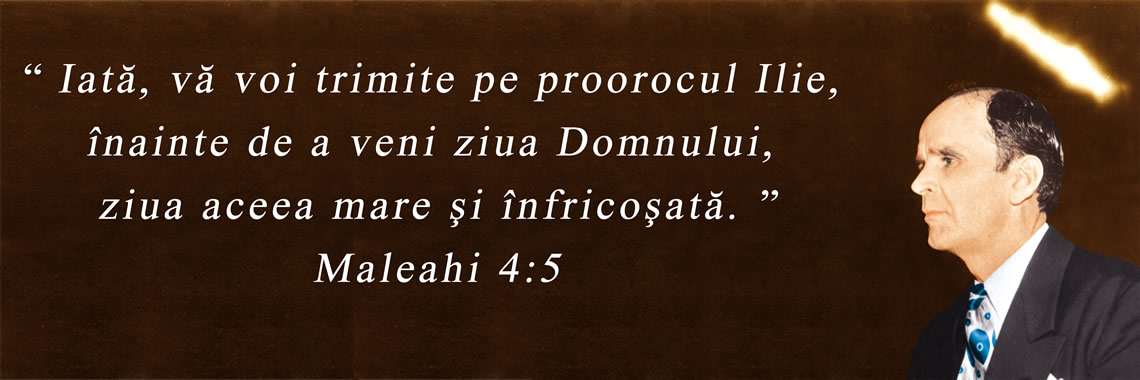 “ Iată, vă voi trimite pe proorocul Ilie,
înainte de a veni ziua Domnului,
ziua aceea mare şi înfricoşată. ”
Maleahi 4:5